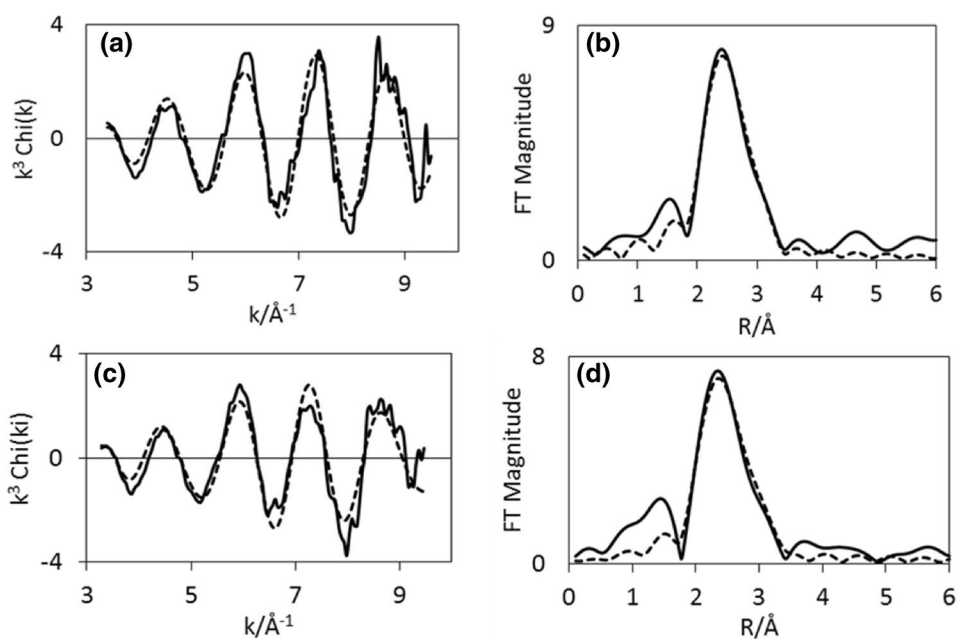 (a)
4
0
-4
k³ Chi(k)
3 5 7 9
k/Å⁻¹
(b)
9
0
FT Magnitude
0 1 2 3 4 5 6
R/Å
(c)
4
0
-4
k³ Chi(ki)
3 5 7 9
k/Å⁻¹
(d)
8
0
FT Magnitude
0 1 2 3 4 5 6
R/Å